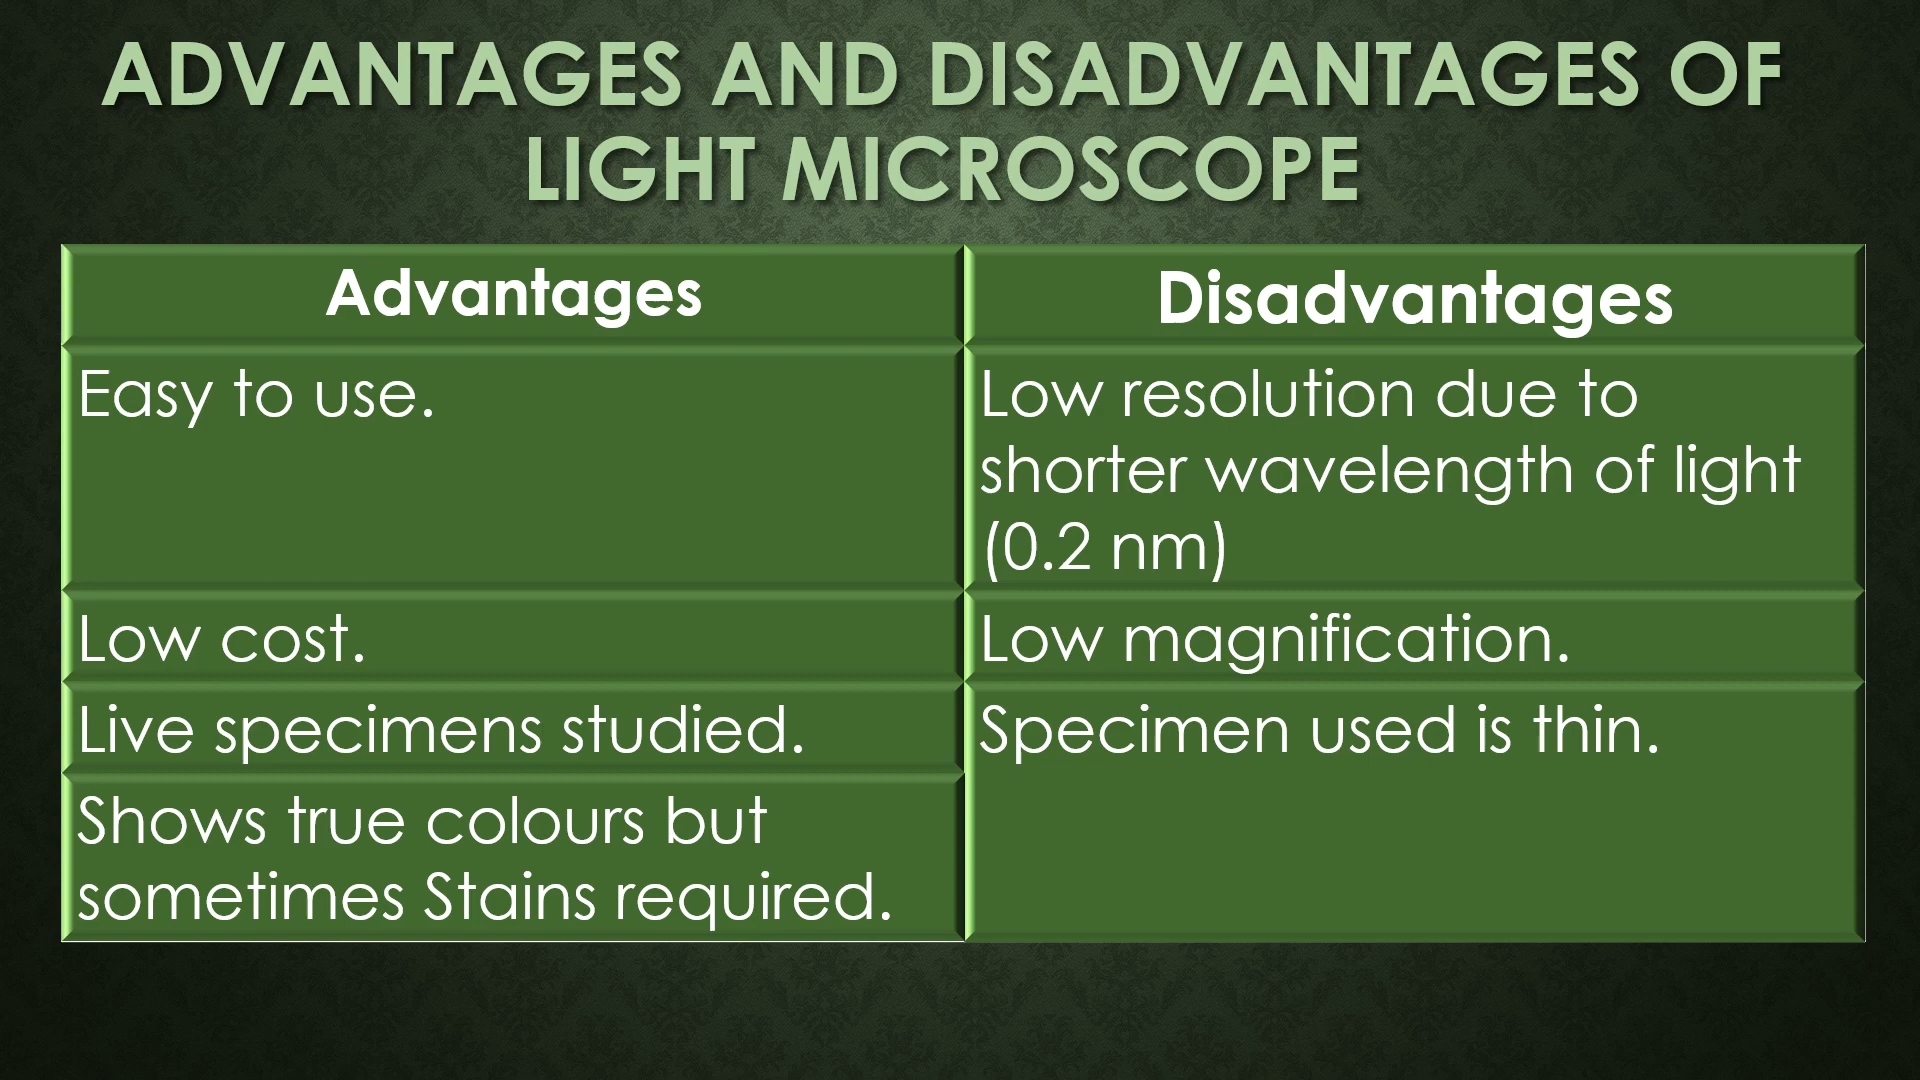 ADVANTAGES AND DISADVANTAGES OF
LIGHT MICROSCOPE
Advantages
Disadvantages
Easy to use.
Low resolution due to
shorter wavelength of light
(0.2 nm)
Low cost.
Low magnification.
Live specimens studied.
Specimen used is thin.
Shows true colours but
sometimes Stains required.